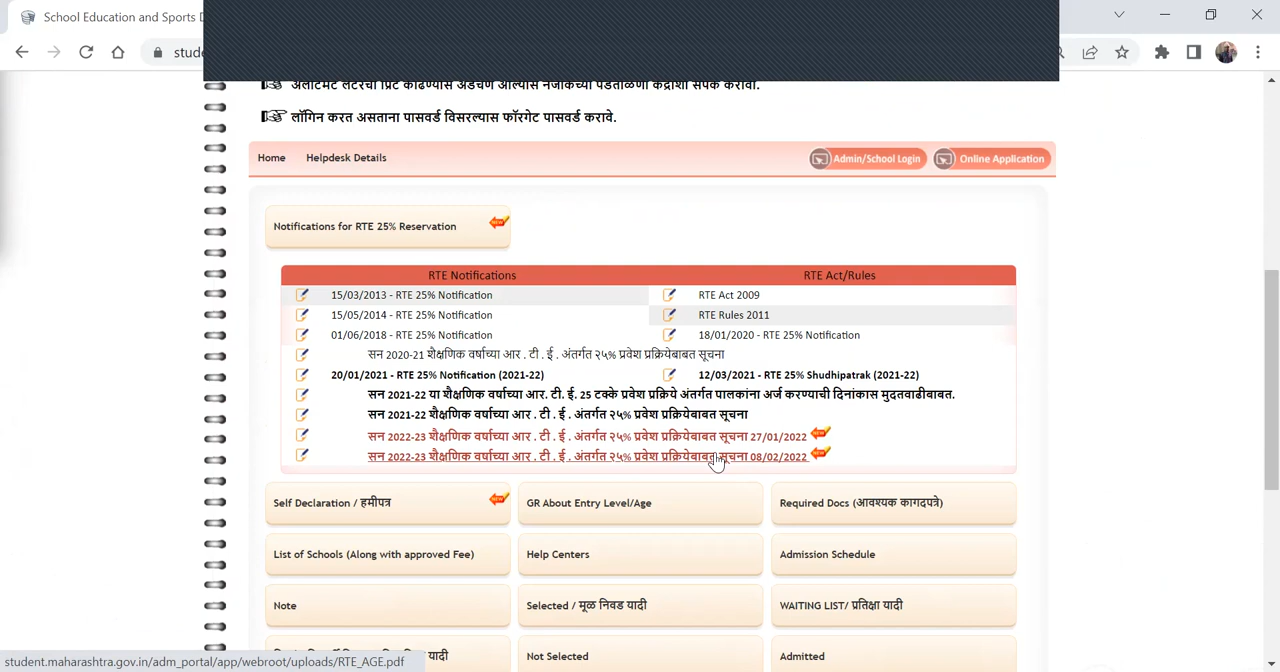 School Education and Sports D
stude
अलॉटमेंट लेटरची प्रिंट काढण्यास अडचण आल्यास नजीकच्या पडताळणी केंद्राशी संपर्क करावा.
लॉगिन करत असताना पासवर्ड विसरल्यास फॉरगेट पासवर्ड करावे.
Home Helpdesk Details Admin/School Login Online Application
Notifications for RTE 25% Reservation NEW
RTE Notifications RTE Act/Rules
15/03/2013 - RTE 25% Notification RTE Act 2009
15/05/2014 - RTE 25% Notification RTE Rules 2011
01/06/2018 - RTE 25% Notification 18/01/2020 - RTE 25% Notification
सन 2020-21 शैक्षणिक वर्षाच्या आर . टी . ई . अंतर्गत २५% प्रवेश प्रक्रियेबाबत सूचना
20/01/2021 - RTE 25% Notification (2021-22) 12/03/2021 - RTE 25% Shudhipatrak (2021-22)
सन 2021-22 या शैक्षणिक वर्षाच्या आर. टी. ई. 25 टक्के प्रवेश प्रक्रिये अंतर्गत पालकांना अर्ज करण्याची दिनांकास मुदतवाढीबाबत.
सन 2021-22 शैक्षणिक वर्षाच्या आर . टी . ई . अंतर्गत २५% प्रवेश प्रक्रियेबाबत सूचना
सन 2022-23 शैक्षणिक वर्षाच्या आर . टी . ई . अंतर्गत २५% प्रवेश प्रक्रियेबाबत सूचना 27/01/2022 NEW
सन 2022-23 शैक्षणिक वर्षाच्या आर . टी . ई . अंतर्गत २५% प्रवेश प्रक्रियेबाबत सूचना 08/02/2022 NEW
Self Declaration / हमीपत्र NEW GR About Entry Level/Age Required Docs (आवश्यक कागदपत्रे)
List of Schools (Along with approved Fee) Help Centers Admission Schedule
Note Selected / मूळ निवड यादी WAITING LIST/ प्रतिक्षा यादी
यादी Not Selected Admitted
student.maharashtra.gov.in/adm_portal/app/webroot/uploads/RTE_AGE.pdf